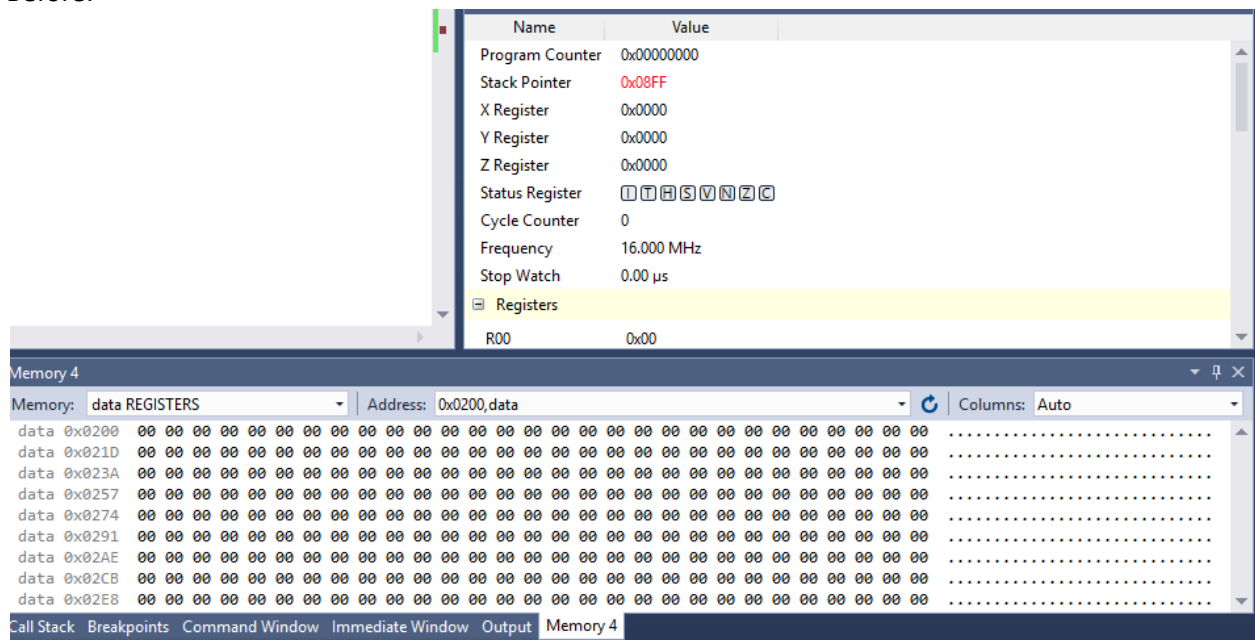 Before:
Name Value
Program Counter 0x00000000
Stack Pointer 0x08FF
X Register 0x0000
Y Register 0x0000
Z Register 0x0000
Status Register I T H S V N Z C
Cycle Counter 0
Frequency 16.000 MHz
Stop Watch 0.00 µs
Registers
R00 0x00
Memory 4
Memory: data REGISTERS Address: 0x0200,data Columns: Auto
data 0x0200 00 00 00 00 00 00 00 00 00 00 00 00 00 00 00 00 00 00 00 00 00 00 00 00 00 00 00 00 00 .............................
data 0x021D 00 00 00 00 00 00 00 00 00 00 00 00 00 00 00 00 00 00 00 00 00 00 00 00 00 00 00 00 00 .............................
data 0x023A 00 00 00 00 00 00 00 00 00 00 00 00 00 00 00 00 00 00 00 00 00 00 00 00 00 00 00 00 00 .............................
data 0x0257 00 00 00 00 00 00 00 00 00 00 00 00 00 00 00 00 00 00 00 00 00 00 00 00 00 00 00 00 00 .............................
data 0x0274 00 00 00 00 00 00 00 00 00 00 00 00 00 00 00 00 00 00 00 00 00 00 00 00 00 00 00 00 00 .............................
data 0x0291 00 00 00 00 00 00 00 00 00 00 00 00 00 00 00 00 00 00 00 00 00 00 00 00 00 00 00 00 00 .............................
data 0x02AE 00 00 00 00 00 00 00 00 00 00 00 00 00 00 00 00 00 00 00 00 00 00 00 00 00 00 00 00 00 .............................
data 0x02CB 00 00 00 00 00 00 00 00 00 00 00 00 00 00 00 00 00 00 00 00 00 00 00 00 00 00 00 00 00 .............................
data 0x02E8 00 00 00 00 00 00 00 00 00 00 00 00 00 00 00 00 00 00 00 00 00 00 00 00 00 00 00 00 00 .............................
Call Stack Breakpoints Command Window Immediate Window Output Memory 4